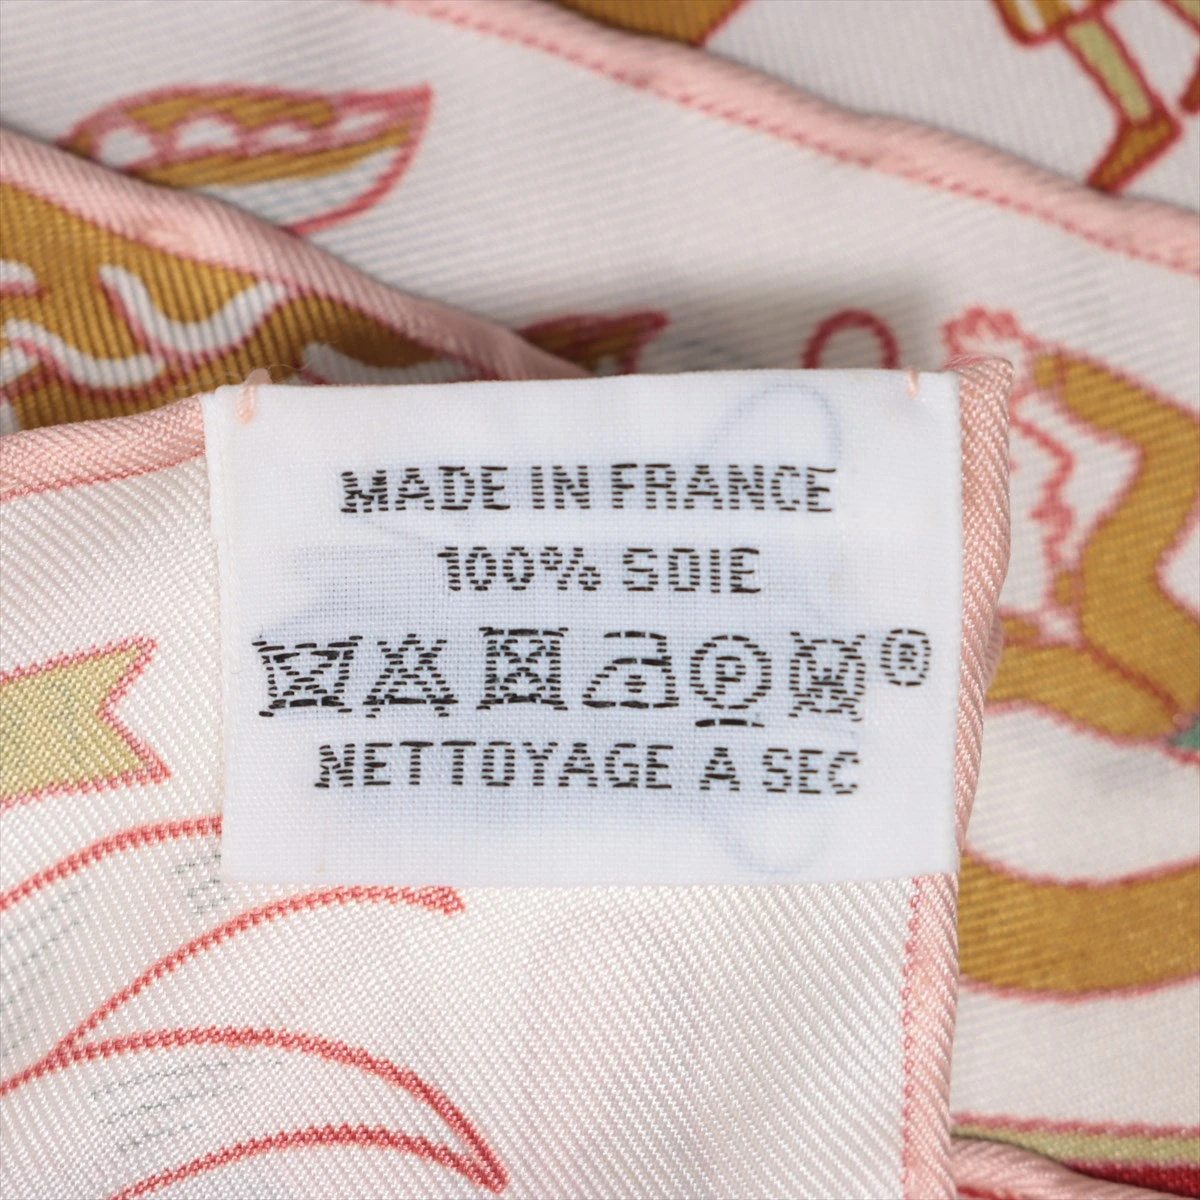 MADE IN FRANCE
100% SOIE
P ®
NETTOYAGE A SEC